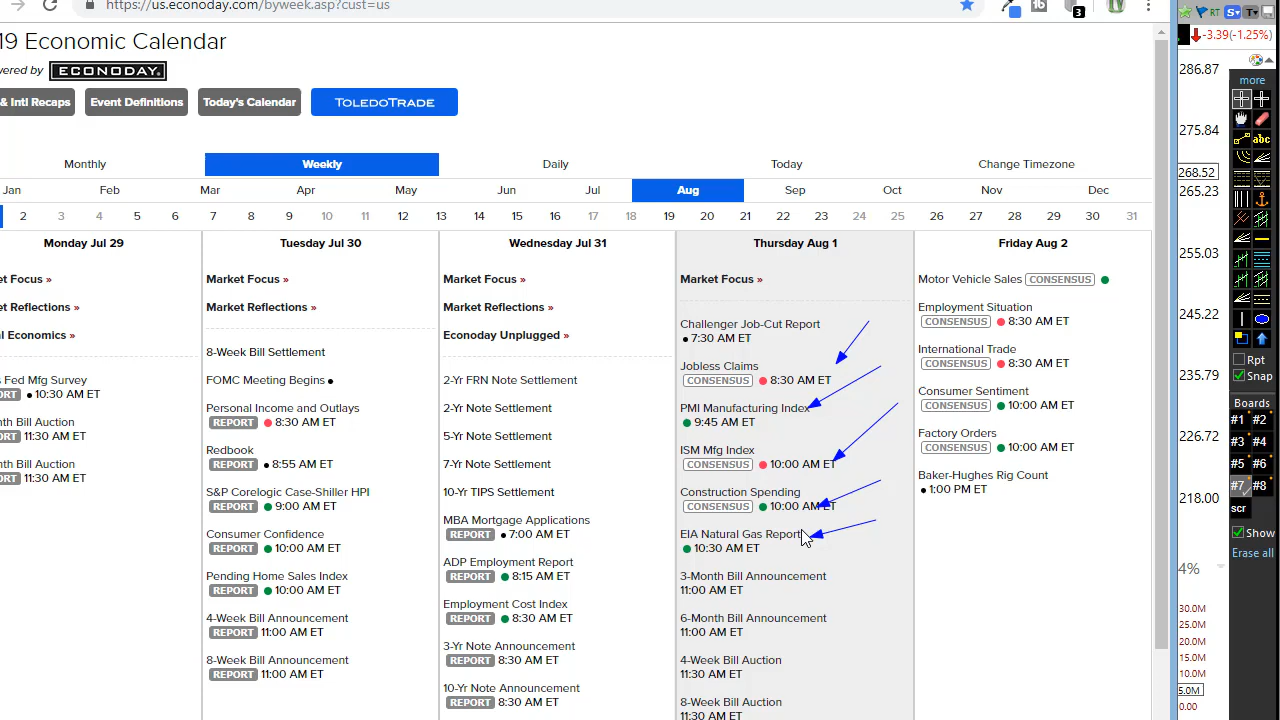 https://us.econoday.com/byweek.asp?cust=us
3
19 Economic Calendar
wered by ECONODAY
& Intl Recaps
Event Definitions
Today's Calendar
TOLEDOTRADE
Monthly
Weekly
Daily
Today
Change Timezone
Jan Feb Mar Apr May Jun Jul Aug Sep Oct Nov Dec
2 3 4 5 6 7 8 9 10 11 12 13 14 15 16 17 18 19 20 21 22 23 24 25 26 27 28 29 30 31
Monday Jul 29
et Focus »
et Reflections »
al Economics »
s Fed Mfg Survey
ORT 10:30 AM ET
nth Bill Auction
11:30 AM ET
nth Bill Auction
11:30 AM ET
Tuesday Jul 30
Market Focus »
Market Reflections »
8-Week Bill Settlement
FOMC Meeting Begins
Personal Income and Outlays
REPORT 8:30 AM ET
Redbook
REPORT 8:55 AM ET
S&P Corelogic Case-Shiller HPI
REPORT 9:00 AM ET
Consumer Confidence
REPORT 10:00 AM ET
Pending Home Sales Index
REPORT 10:00 AM ET
4-Week Bill Announcement
REPORT 11:00 AM ET
8-Week Bill Announcement
REPORT 11:00 AM ET
Wednesday Jul 31
Market Focus »
Market Reflections »
Econoday Unplugged »
2-Yr FRN Note Settlement
2-Yr Note Settlement
5-Yr Note Settlement
7-Yr Note Settlement
10-Yr TIPS Settlement
MBA Mortgage Applications
REPORT 7:00 AM ET
ADP Employment Report
REPORT 8:15 AM ET
Employment Cost Index
REPORT 8:30 AM ET
3-Yr Note Announcement
REPORT 8:30 AM ET
10-Yr Note Announcement
REPORT 8:30 AM ET
Thursday Aug 1
Market Focus »
Challenger Job-Cut Report
7:30 AM ET
Jobless Claims
CONSENSUS 8:30 AM ET
PMI Manufacturing Index
9:45 AM ET
ISM Mfg Index
CONSENSUS 10:00 AM ET
Construction Spending
CONSENSUS 10:00 AM ET
EIA Natural Gas Report
10:30 AM ET
3-Month Bill Announcement
11:00 AM ET
6-Month Bill Announcement
11:00 AM ET
4-Week Bill Auction
11:30 AM ET
8-Week Bill Auction
11:30 AM ET
Friday Aug 2
Motor Vehicle Sales CONSENSUS
Employment Situation
CONSENSUS 8:30 AM ET
International Trade
CONSENSUS 8:30 AM ET
Consumer Sentiment
CONSENSUS 10:00 AM ET
Factory Orders
CONSENSUS 10:00 AM ET
Baker-Hughes Rig Count
1:00 PM ET
RT S T
-3.39(-1.25%)
286.87
275.84
268.52
265.23
255.03
245.22
235.79
226.72
218.00
4%
30.0M
25.0M
20.0M
15.0M
10.0M
5.0M
0.00
more
abc
Rpt
Snap
Boards
#1 #2
#3 #4
#5 #6
#7 #8
scr
Show
Erase all